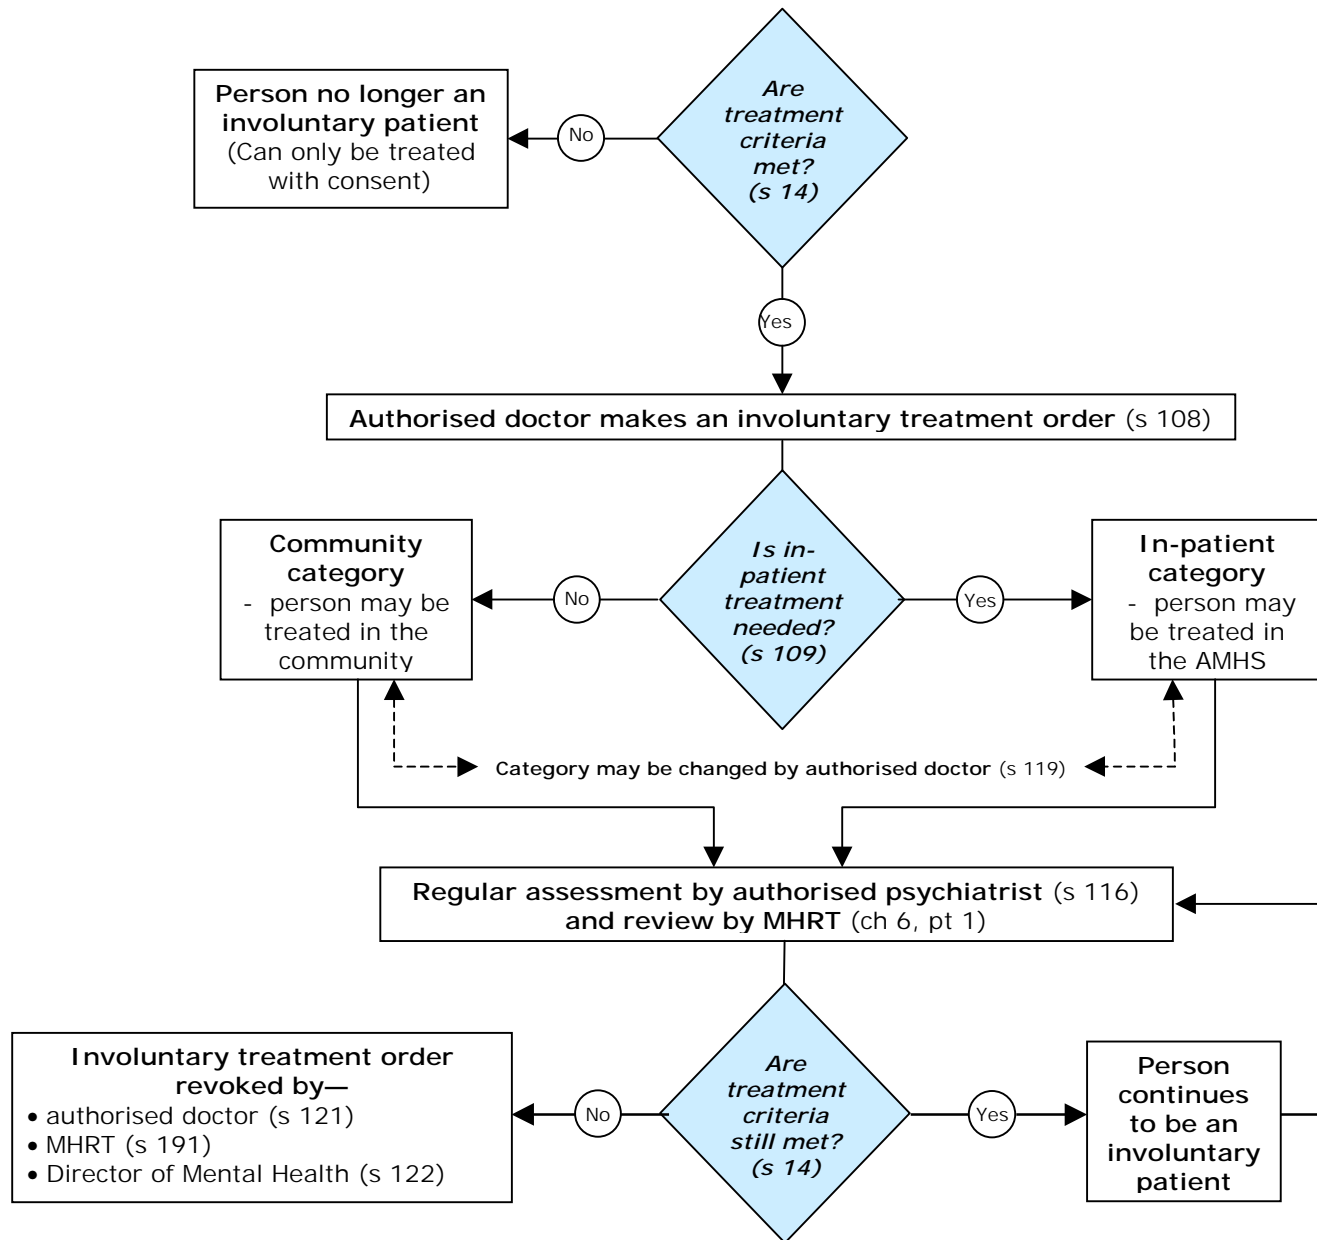 Are
treatment
criteria
met?
(s 14)
No
Person no longer an
involuntary patient
(Can only be treated
with consent)
Yes
Authorised doctor makes an involuntary treatment order (s 108)
Is in-
patient
treatment
needed?
(s 109)
No
Community
category
- person may be
treated in the
community
Yes
In-patient
category
- person may
be treated in
the AMHS
Category may be changed by authorised doctor (s 119)
Regular assessment by authorised psychiatrist (s 116)
and review by MHRT (ch 6, pt 1)
Are
treatment
criteria
still met?
(s 14)
No
Involuntary treatment order
revoked by—
• authorised doctor (s 121)
• MHRT (s 191)
• Director of Mental Health (s 122)
Yes
Person
continues
to be an
involuntary
patient